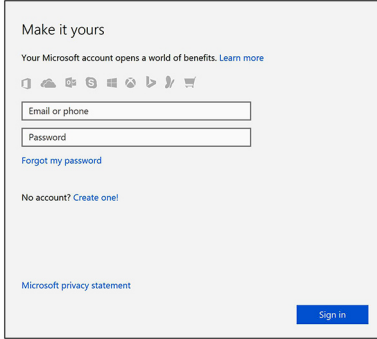 Make it yours
Your Microsoft account opens a world of benefits. Learn more
Email or phone
Password
Forgot my password
No account? Create one!
Microsoft privacy statement
Sign in